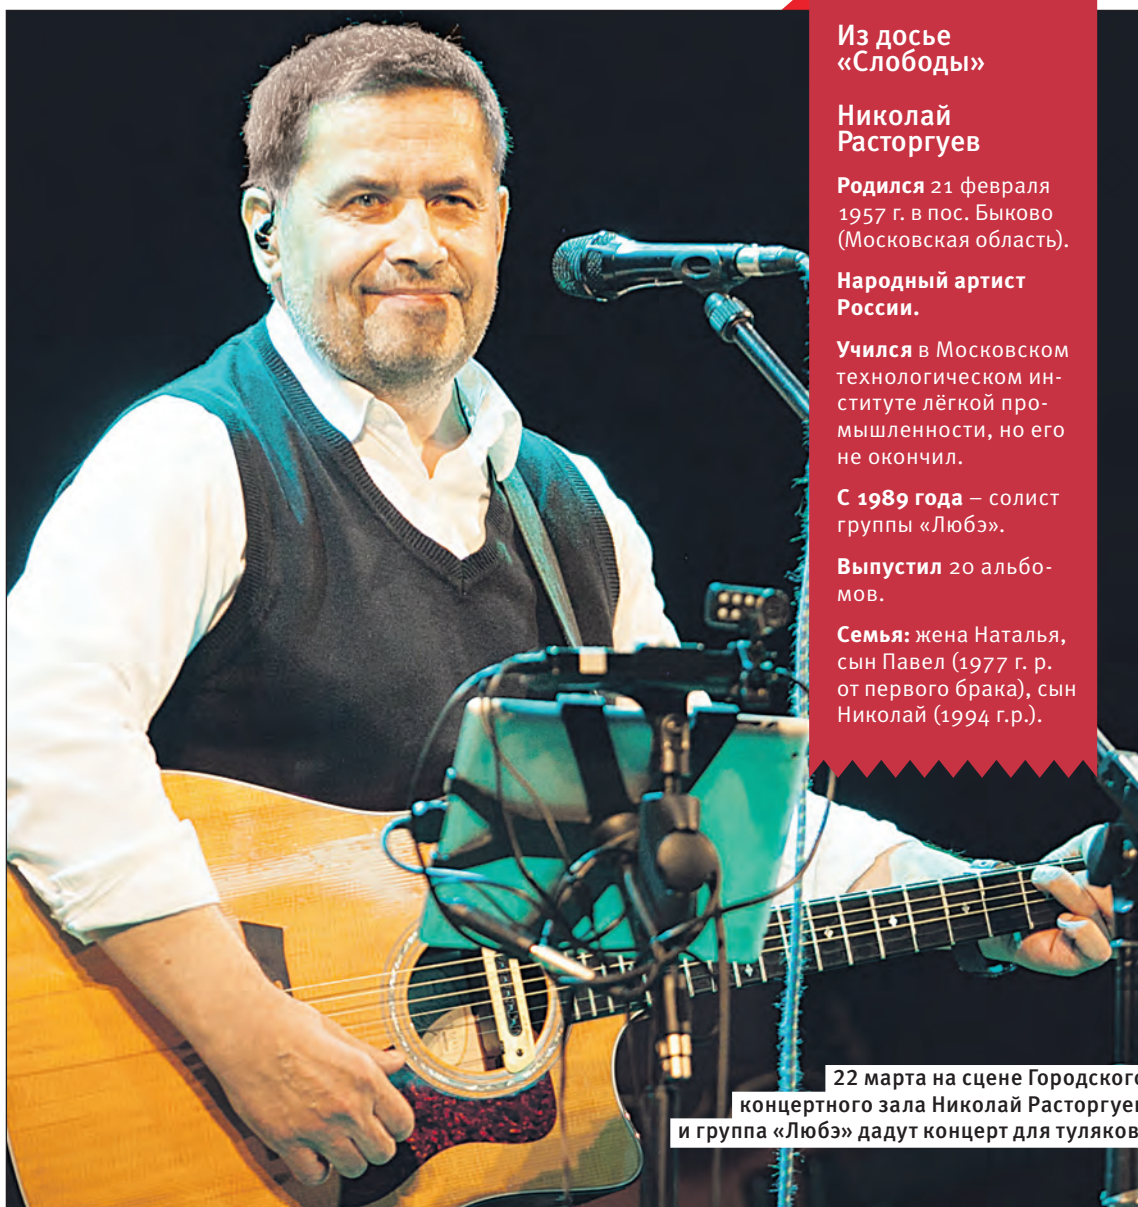 Из досье
«Слободы»
Николай
Расторгуев
Родился 21 февраля
1957 г. в пос. Быково
(Московская область).
Народный артист
России.
Учился в Московском
технологическом ин-
ституте лёгкой про-
мышленности, но его
не окончил.
С 1989 года – солист
группы «Любэ».
Выпустил 20 альбо-
мов.
Семья: жена Наталья,
сын Павел (1977 г. р.
от первого брака), сын
Николай (1994 г.р.).
22 марта на сцене Городского
концертного зала Николай Расторгуев
и группа «Любэ» дадут концерт для туляков